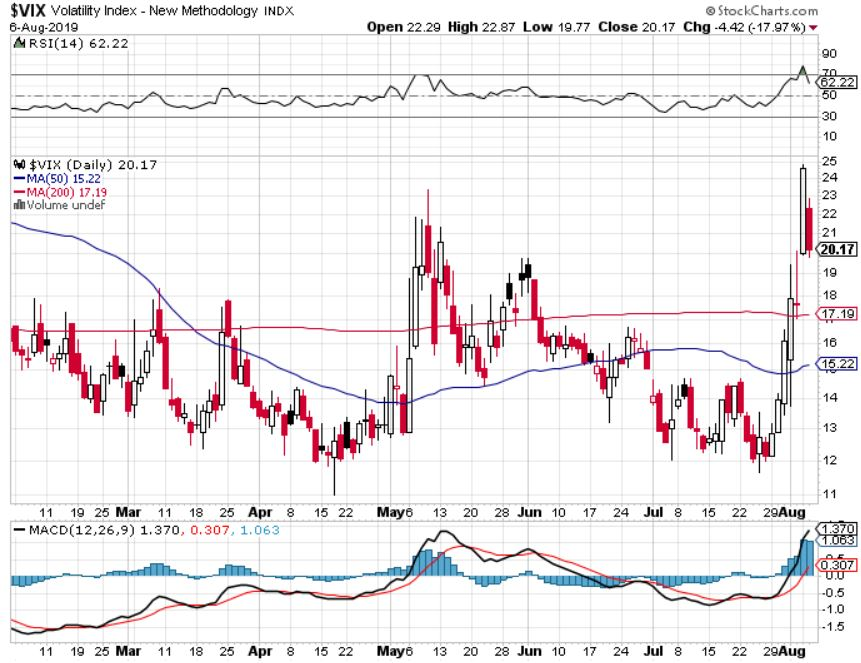 $VIX Volatility Index - New Methodology INDX
© StockCharts.com
6-Aug-2019
Open 22.29 High 22.87 Low 19.77 Close 20.17 Chg -4.42 (-17.97%)
RSI(14) 62.22
90
70
62.22
50
30
10
$VIX (Daily) 20.17
MA(50) 15.22
MA(200) 17.19
Volume undef
25
24
23
22
21
20.17
19
18
17.19
16
15.22
14
13
12
11
11 19 25 Mar 11 18 25 Apr 8 15 22 May 6 13 20 28 Jun 10 17 24 Jul 8 15 22 29 Aug
MACD(12,26,9) 1.370, 0.307, 1.063
1.370
1.063
0.5
0.307
0.0
-0.5
-1.0
-1.5
11 19 25 Mar 11 18 25 Apr 8 15 22 May 6 13 20 28 Jun 10 17 24 Jul 8 15 22 29 Aug